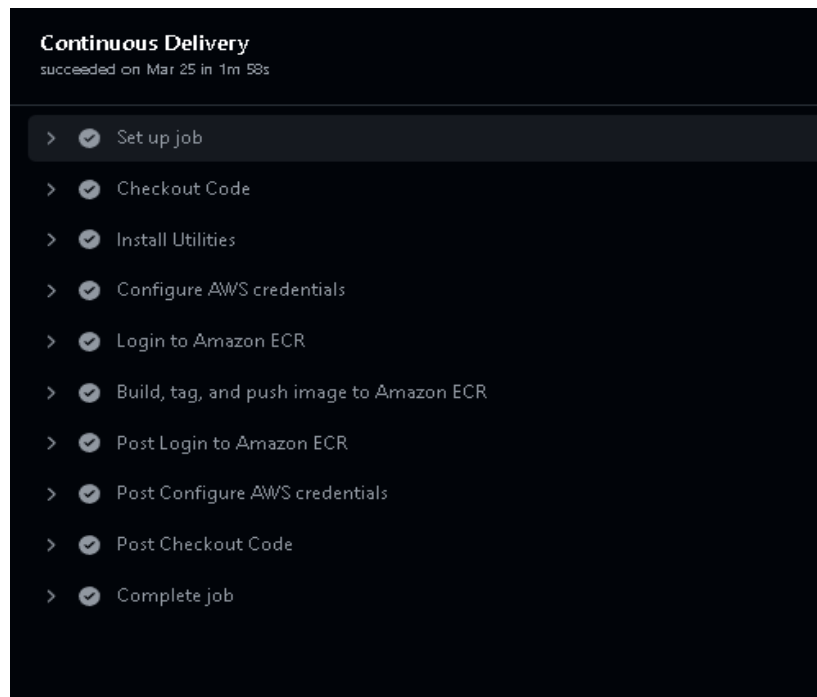 Continuous Delivery
succeeded on Mar 25 in 1m 58s
Set up job
Checkout Code
Install Utilities
Configure AWS credentials
Login to Amazon ECR
Build, tag, and push image to Amazon ECR
Post Login to Amazon ECR
Post Configure AWS credentials
Post Checkout Code
Complete job